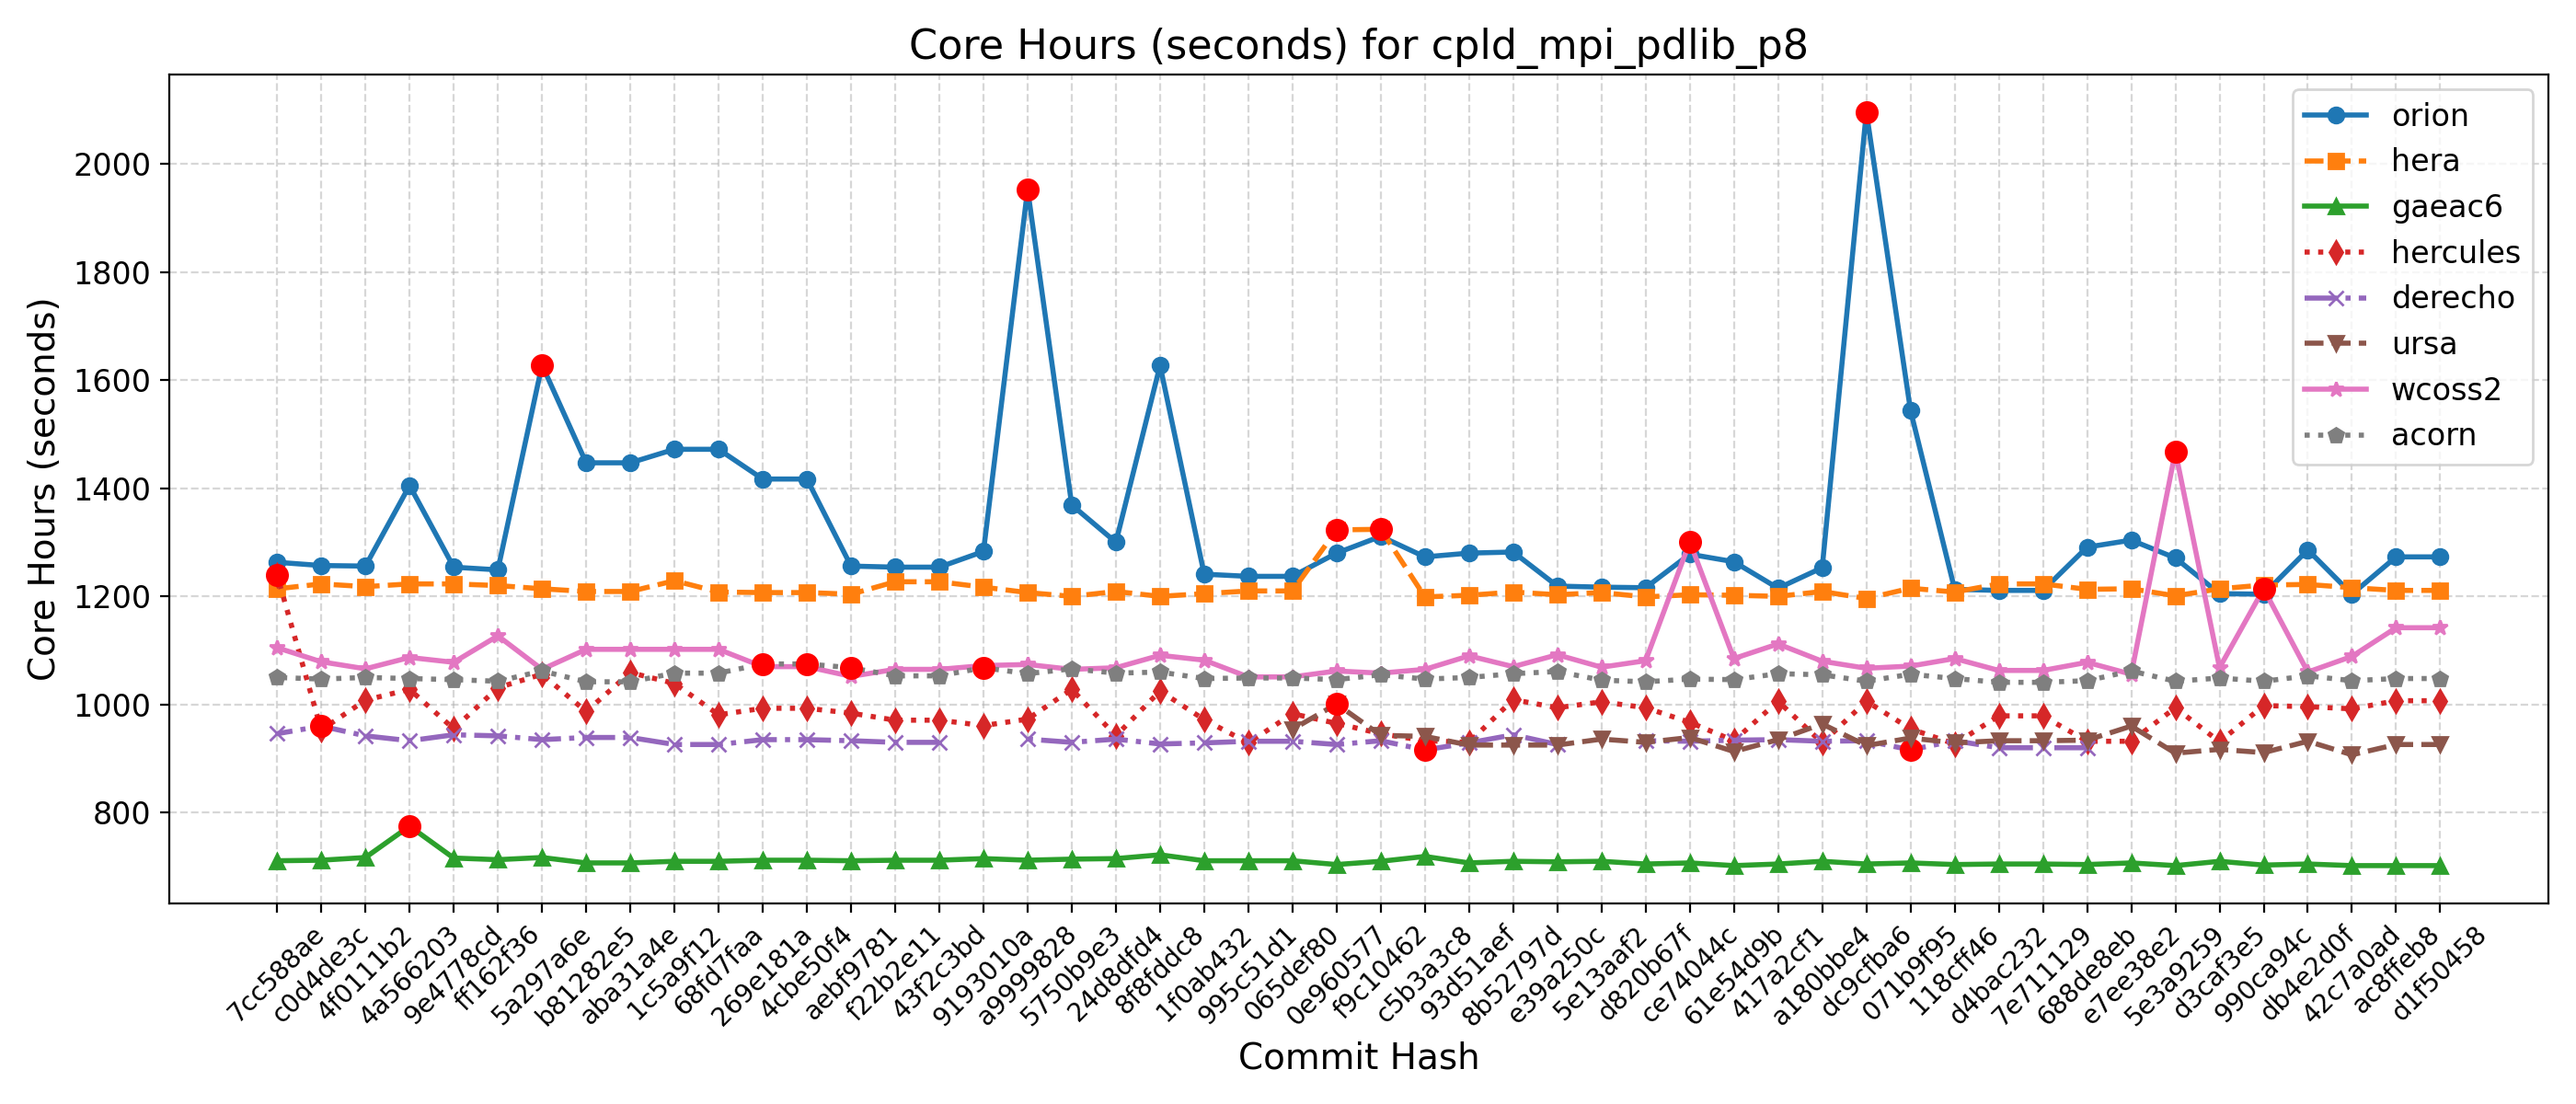 Core Hours (seconds) for cpld_mpi_pdlib_p8
Core Hours (seconds)
2000
1800
1600
1400
1200
1000
800
orion
hera
gaeac6
hercules
derecho
ursa
wcoss2
acorn
7cc588ae
c0d4de3c
4f0111b2
4a566203
9e4778cd
ff162f36
5a297a6e
b81282e5
aba31a4e
1c5a9f12
68fd7faa
269e181a
4cbe50f4
aebf9781
f22b2e11
43f2c3bd
9193010a
a9999828
5750b9e3
24d8dfd4
8f8fddc8
1f0ab432
995c51d1
065def80
0e960577
f9c10462
c5b3a3c8
93d51aef
8b52797d
e39a250c
5e13aaf2
d820b67f
ce74044c
61e54d9b
417a2cf1
a180bbe4
dc9cfba6
071b9f95
118cff46
d4bac232
7e711129
688de8eb
e7ee38e2
5e3a9259
d3caf3e5
990ca94c
db4e2d0f
42c7a0ad
ac8ffeb8
d1f50458
Commit Hash